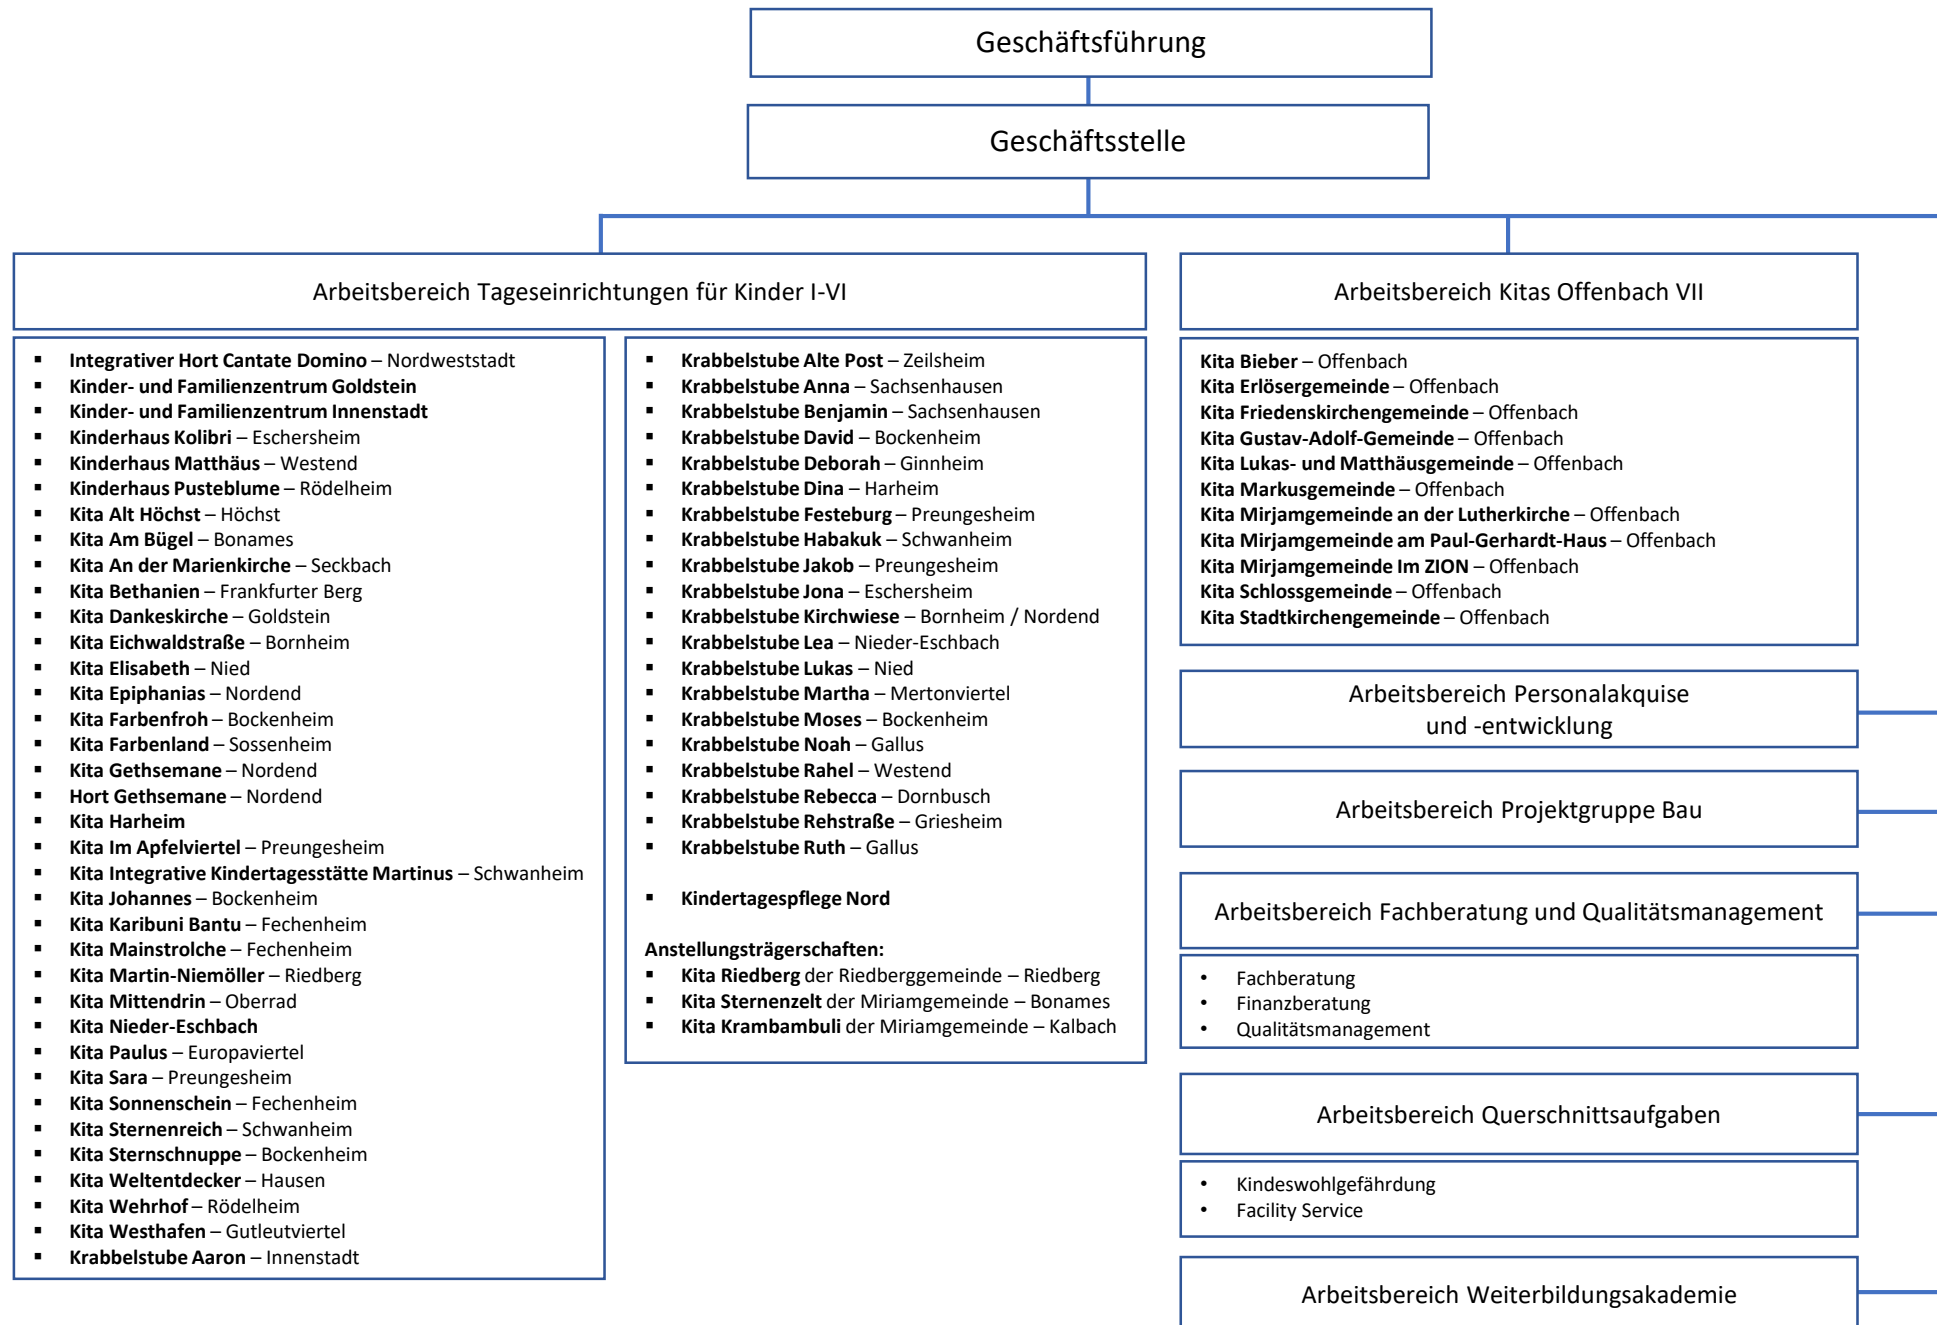 Geschäftsführung
Geschäftsstelle
Arbeitsbereich Tageseinrichtungen für Kinder I-VI
▪ Integrativer Hort Cantate Domino – Nordweststadt
▪ Kinder- und Familienzentrum Goldstein
▪ Kinder- und Familienzentrum Innenstadt
▪ Kinderhaus Kolibri – Eschersheim
▪ Kinderhaus Matthäus – Westend
▪ Kinderhaus Pusteblume – Rödelheim
▪ Kita Alt Höchst – Höchst
▪ Kita Am Bügel – Bonames
▪ Kita An der Marienkirche – Seckbach
▪ Kita Bethanien – Frankfurter Berg
▪ Kita Dankeskirche – Goldstein
▪ Kita Eichwaldstraße – Bornheim
▪ Kita Elisabeth – Nied
▪ Kita Epiphanias – Nordend
▪ Kita Farbenfroh – Bockenheim
▪ Kita Farbenland – Sossenheim
▪ Kita Gethsemane – Nordend
▪ Hort Gethsemane – Nordend
▪ Kita Harheim
▪ Kita Im Apfelviertel – Preungesheim
▪ Kita Integrative Kindertagesstätte Martinus – Schwanheim
▪ Kita Johannes – Bockenheim
▪ Kita Karibuni Bantu – Fechenheim
▪ Kita Mainstrolche – Fechenheim
▪ Kita Martin-Niemöller – Riedberg
▪ Kita Mittendrin – Oberrad
▪ Kita Nieder-Eschbach
▪ Kita Paulus – Europaviertel
▪ Kita Sara – Preungesheim
▪ Kita Sonnenschein – Fechenheim
▪ Kita Sternenreich – Schwanheim
▪ Kita Sternschnuppe – Bockenheim
▪ Kita Weltentdecker – Hausen
▪ Kita Wehrhof – Rödelheim
▪ Kita Westhafen – Gutleutviertel
▪ Krabbelstube Aaron – Innenstadt
▪ Krabbelstube Alte Post – Zeilsheim
▪ Krabbelstube Anna – Sachsenhausen
▪ Krabbelstube Benjamin – Sachsenhausen
▪ Krabbelstube David – Bockenheim
▪ Krabbelstube Deborah – Ginnheim
▪ Krabbelstube Dina – Harheim
▪ Krabbelstube Festeburg – Preungesheim
▪ Krabbelstube Habakuk – Schwanheim
▪ Krabbelstube Jakob – Preungesheim
▪ Krabbelstube Jona – Eschersheim
▪ Krabbelstube Kirchwiese – Bornheim / Nordend
▪ Krabbelstube Lea – Nieder-Eschbach
▪ Krabbelstube Lukas – Nied
▪ Krabbelstube Martha – Mertonviertel
▪ Krabbelstube Moses – Bockenheim
▪ Krabbelstube Noah – Gallus
▪ Krabbelstube Rahel – Westend
▪ Krabbelstube Rebecca – Dornbusch
▪ Krabbelstube Rehstraße – Griesheim
▪ Krabbelstube Ruth – Gallus
▪ Kindertagespflege Nord
Anstellungsträgerschaften:
▪ Kita Riedberg der Riedberggemeinde – Riedberg
▪ Kita Sternenzelt der Miriamgemeinde – Bonames
▪ Kita Krambambuli der Miriamgemeinde – Kalbach
Arbeitsbereich Kitas Offenbach VII
Kita Bieber – Offenbach
Kita Erlösergemeinde – Offenbach
Kita Friedenskirchengemeinde – Offenbach
Kita Gustav-Adolf-Gemeinde – Offenbach
Kita Lukas- und Matthäusgemeinde – Offenbach
Kita Markusgemeinde – Offenbach
Kita Mirjamgemeinde an der Lutherkirche – Offenbach
Kita Mirjamgemeinde am Paul-Gerhardt-Haus – Offenbach
Kita Mirjamgemeinde Im ZION – Offenbach
Kita Schlossgemeinde – Offenbach
Kita Stadtkirchengemeinde – Offenbach
Arbeitsbereich Personalakquise
und -entwicklung
Arbeitsbereich Projektgruppe Bau
Arbeitsbereich Fachberatung und Qualitätsmanagement
• Fachberatung
• Finanzberatung
• Qualitätsmanagement
Arbeitsbereich Querschnittsaufgaben
• Kindeswohlgefährdung
• Facility Service
Arbeitsbereich Weiterbildungsakademie